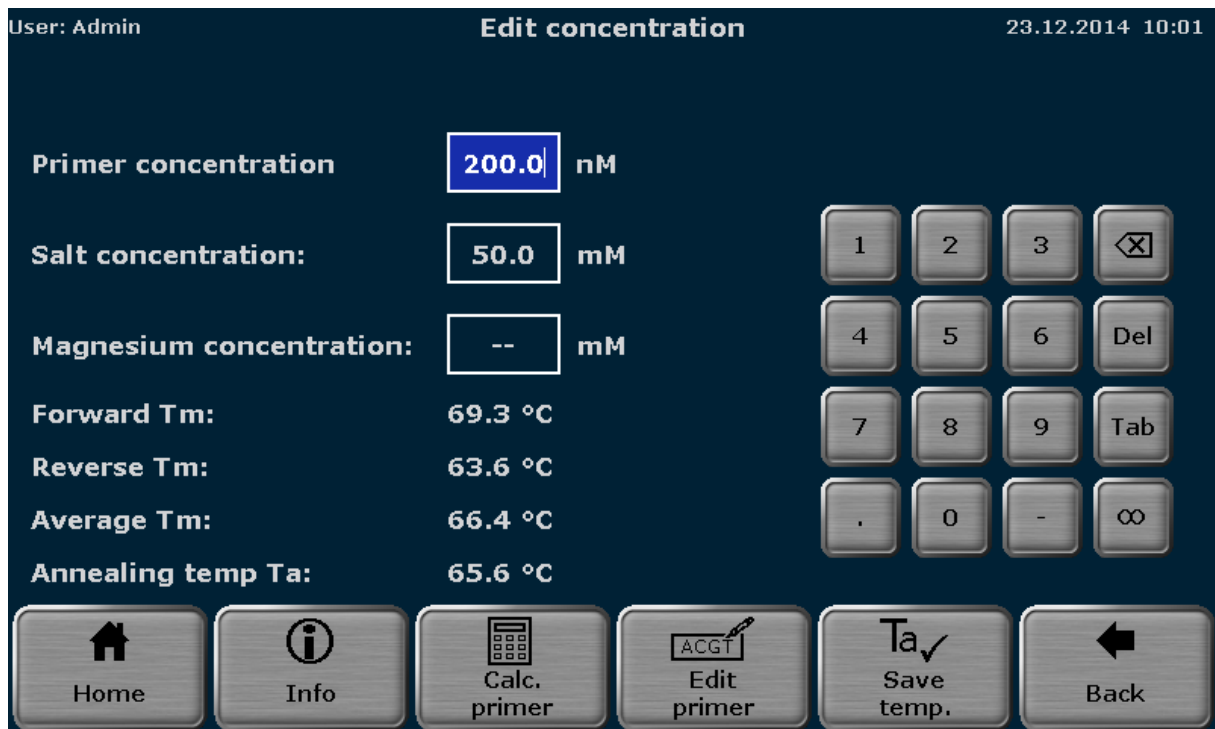 User: Admin Edit concentration 23.12.2014 10:01
Primer concentration 200.0 nM
Salt concentration: 50.0 mM
Magnesium concentration: -- mM
Forward Tm: 69.3 °C
Reverse Tm: 63.6 °C
Average Tm: 66.4 °C
Annealing temp Ta: 65.6 °C
1 2 3
4 5 6 Del
7 8 9 Tab
. 0 - ∞
ACGT Ta
Home Info Calc. primer Edit primer Save temp. Back